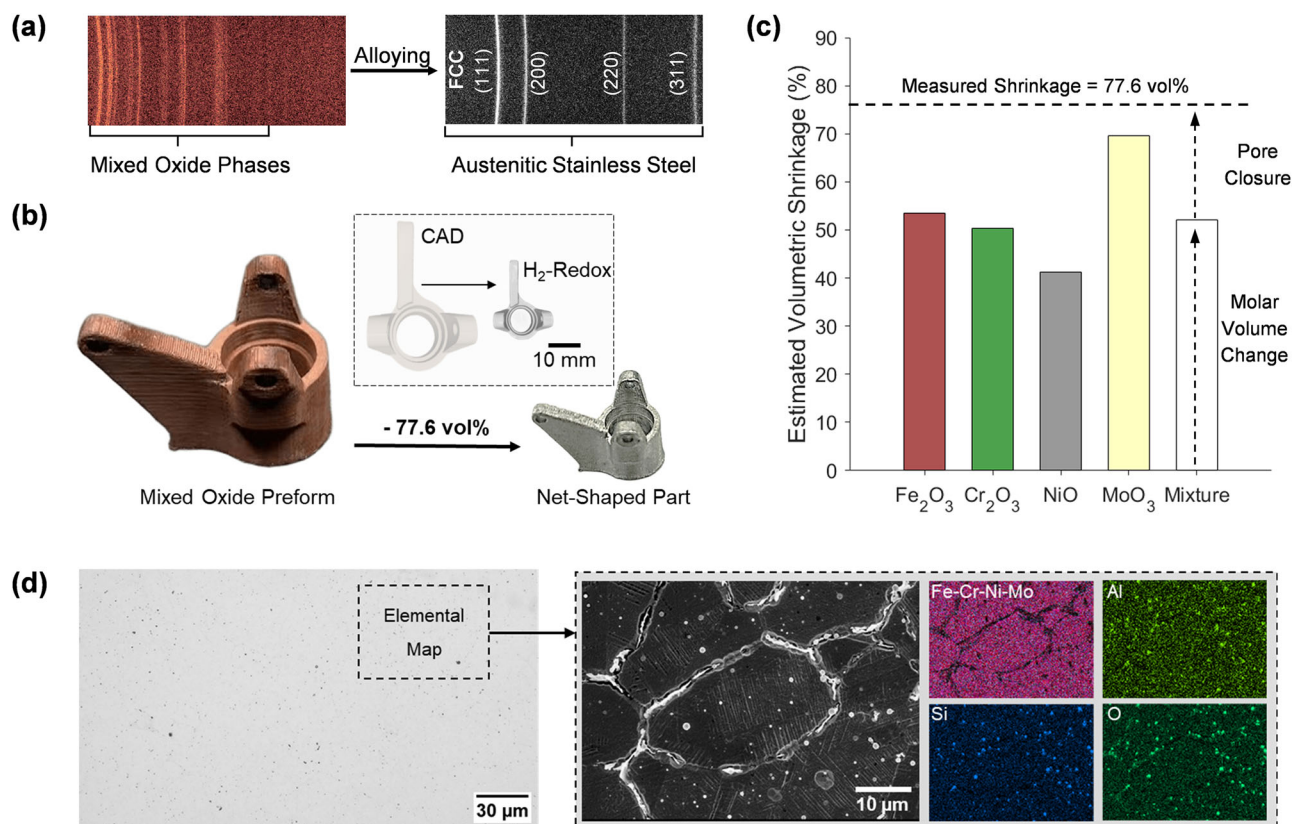 (a)
Alloying
FCC
(111)
(200)
(220)
(311)
Mixed Oxide Phases
Austenitic Stainless Steel
(b)
CAD
H₂-Redox
10 mm
- 77.6 vol%
Mixed Oxide Preform
Net-Shaped Part
(c)
Estimated Volumetric Shrinkage (%)
90
80
70
60
50
40
30
20
10
0
Measured Shrinkage = 77.6 vol%
Pore
Closure
Molar
Volume
Change
Fe₂O₃
Cr₂O₃
NiO
MoO₃
Mixture
(d)
Elemental
Map
30 µm
10 µm
Fe-Cr-Ni-Mo
Al
Si
O